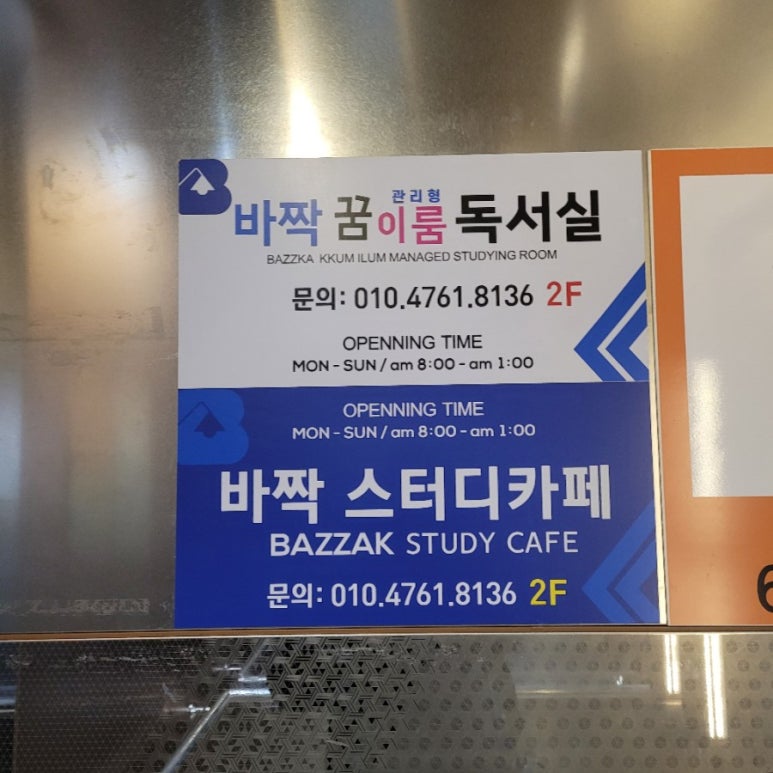 B
관리형
바짝 꿈이룸 독서실
BAZZKA KKUM ILUM MANAGED STUDYING ROOM
문의: 010.4761.8136 2F
OPENNING TIME
MON - SUN / am 8:00 - am 1:00
B
OPENNING TIME
MON - SUN / am 8:00 - am 1:00
바짝 스터디카페
BAZZAK STUDY CAFE
문의: 010.4761.8136 2F
6